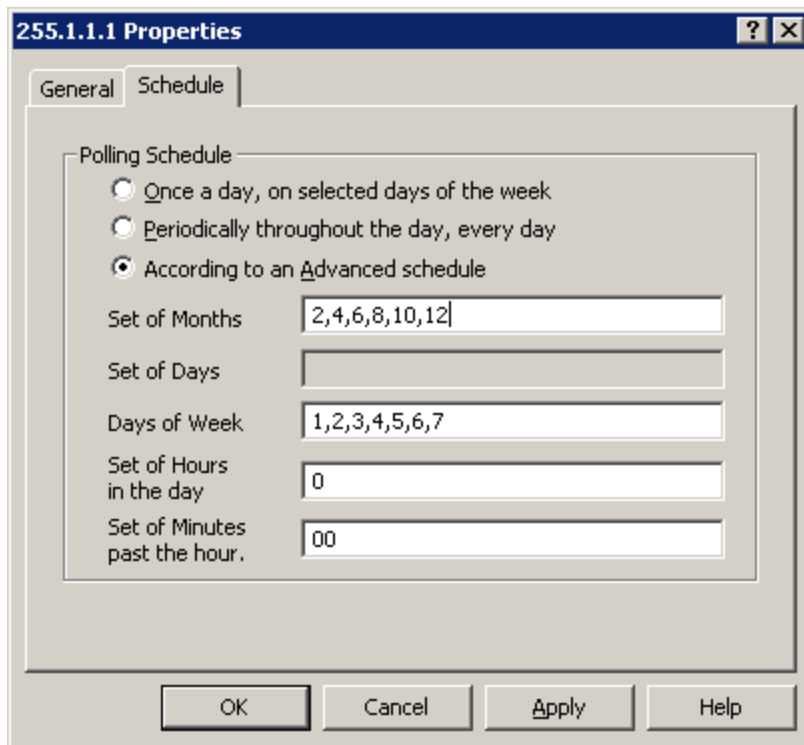 255.1.1.1 Properties
?
General
Schedule
Polling Schedule
Once a day, on selected days of the week
Periodically throughout the day, every day
According to an Advanced schedule
Set of Months
2,4,6,8,10,12
Set of Days
Days of Week
1,2,3,4,5,6,7
Set of Hours
in the day
0
Set of Minutes
past the hour.
00
OK
Cancel
Apply
Help